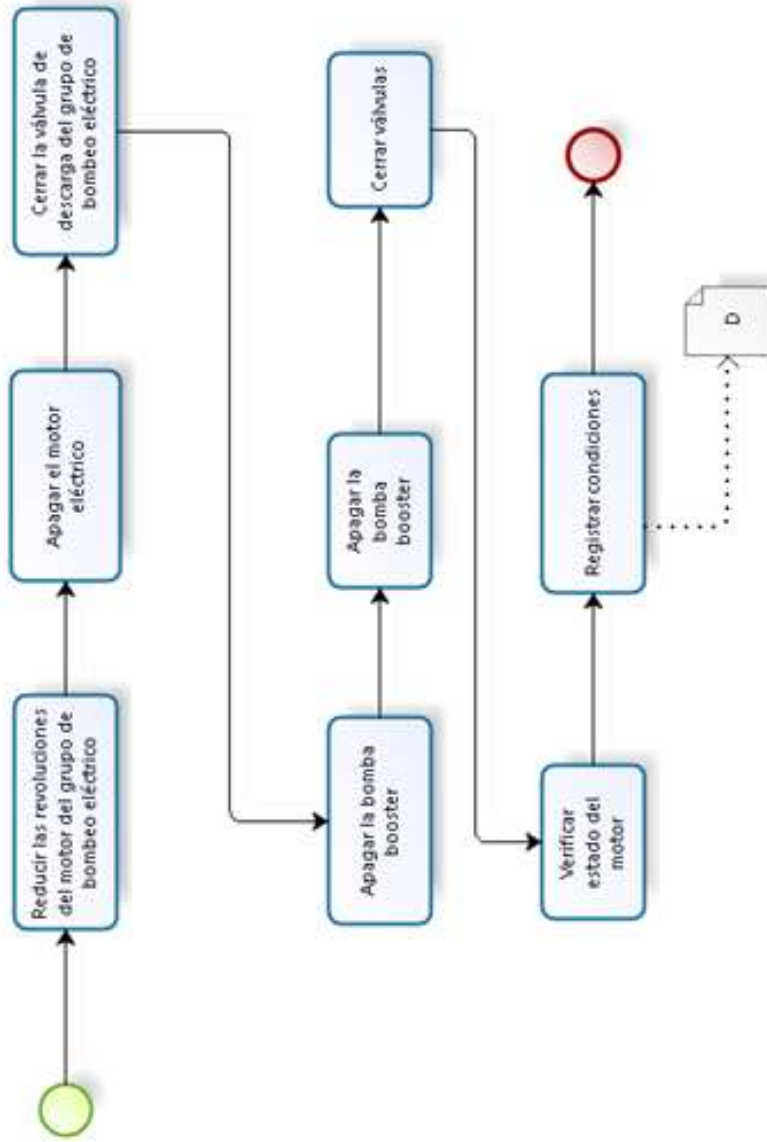 Reducir las revoluciones
del motor del grupo de
bombeo eléctrico
Apagar el motor
eléctrico
Cerrar la válvula de
descarga del grupo de
bombeo eléctrico
Apagar la bomba
booster
Apagar la
bomba
booster
Cerrar válvulas
Verificar
estado del
motor
Registrar condiciones
D